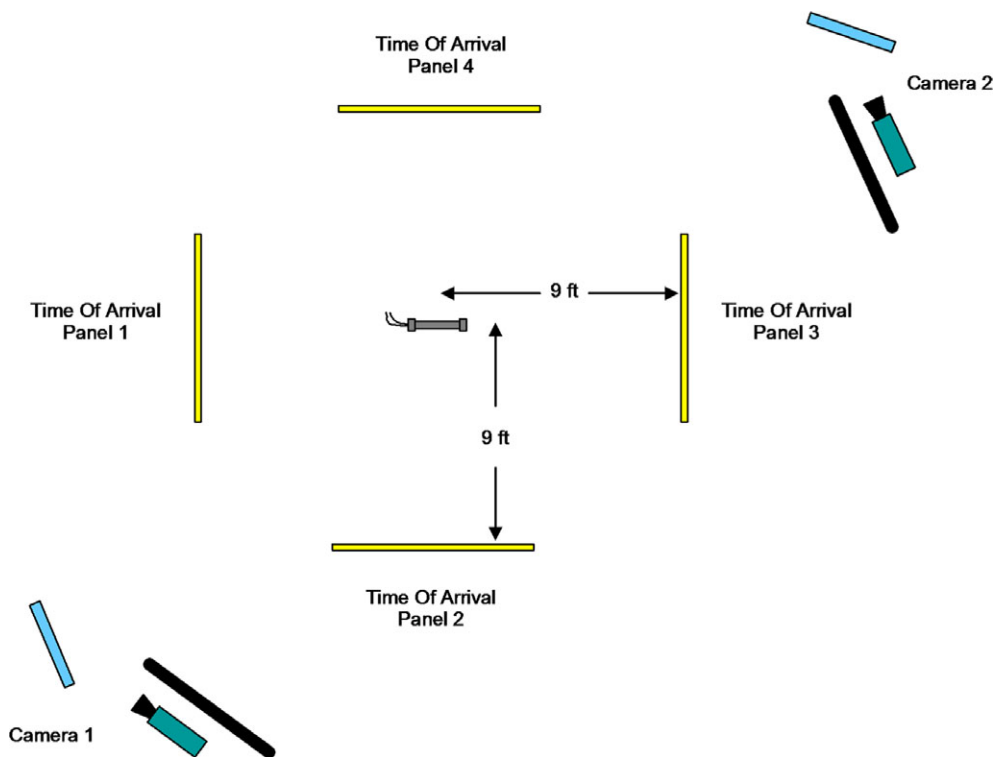 Time Of Arrival
Panel 4
Camera 2
9 ft
Time Of Arrival
Panel 1
Time Of Arrival
Panel 3
9 ft
Time Of Arrival
Panel 2
Camera 1